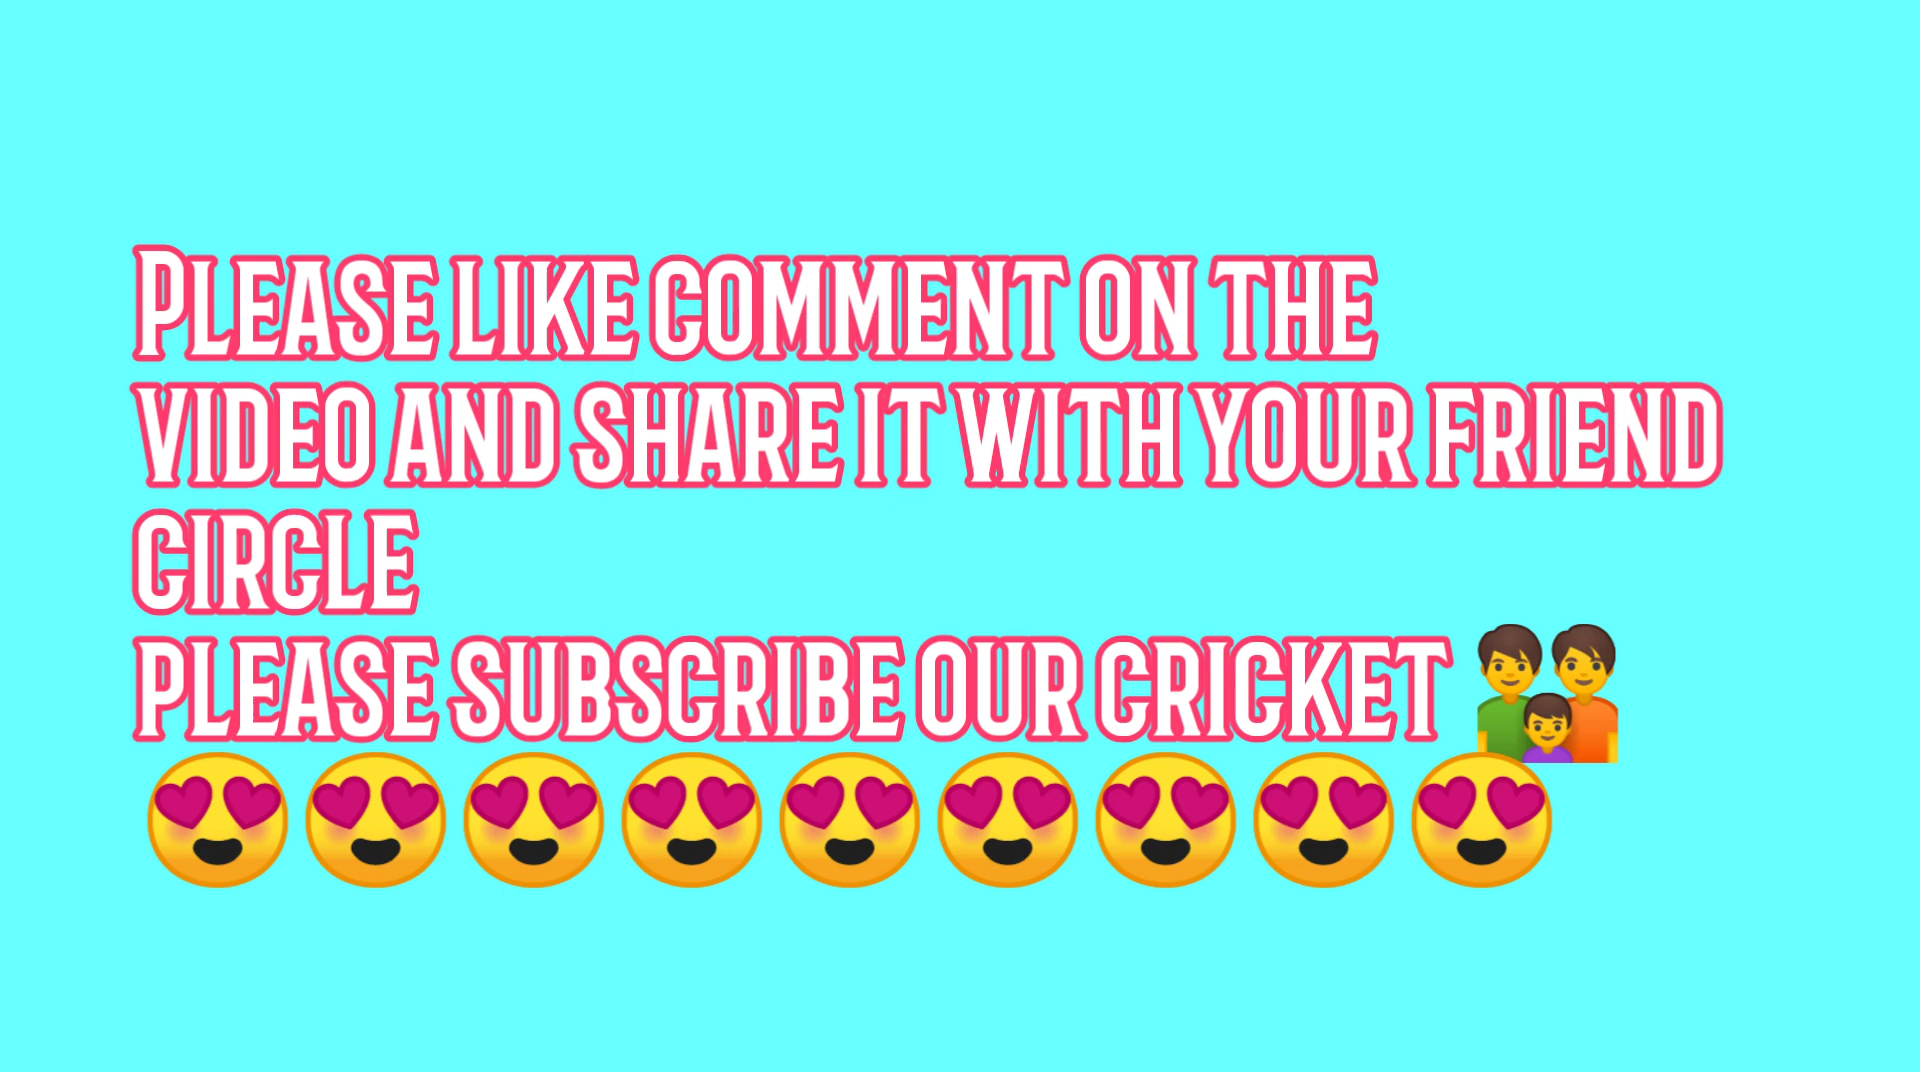 Please like comment on the
video and share it with your friend
circle
please subscribe our cricket 👪
😍😍😍😍😍😍😍😍😍